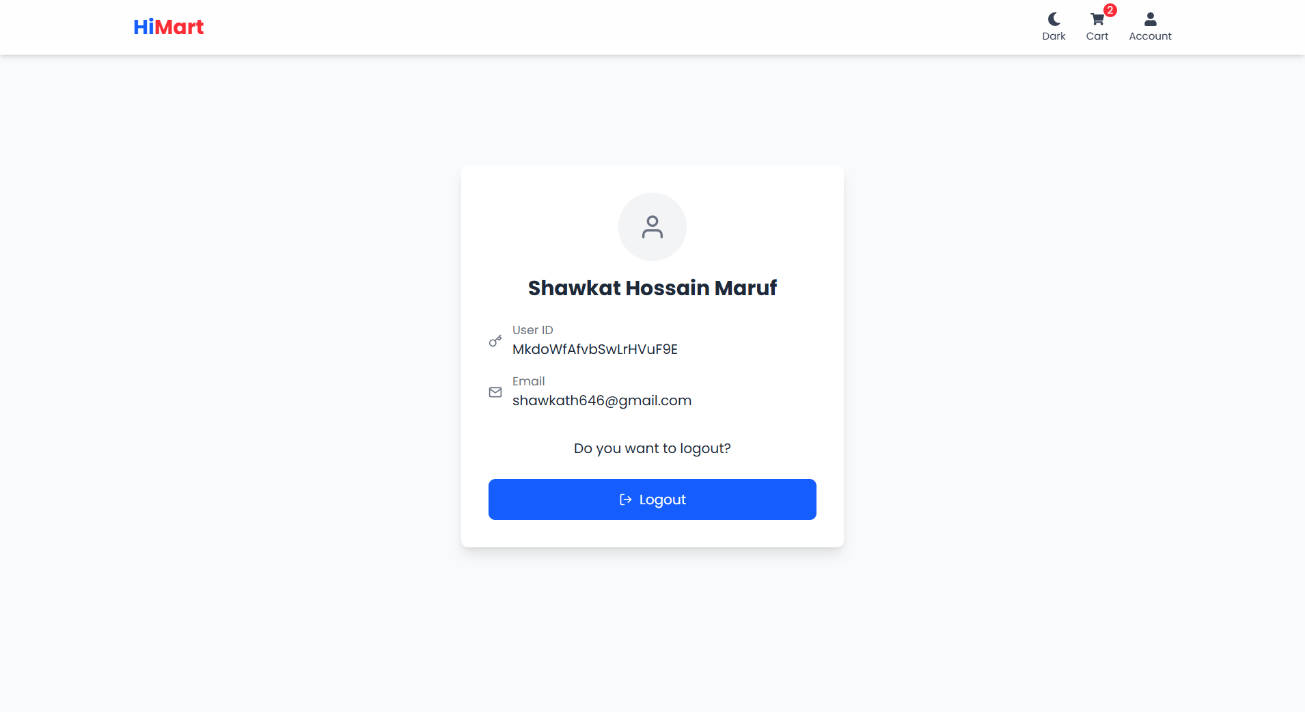 HiMart
Dark
2
Cart
Account
Shawkat Hossain Maruf
User ID
MkdoWfAfvbSwLrHVuF9E
Email
shawkath646@gmail.com
Do you want to logout?
Logout